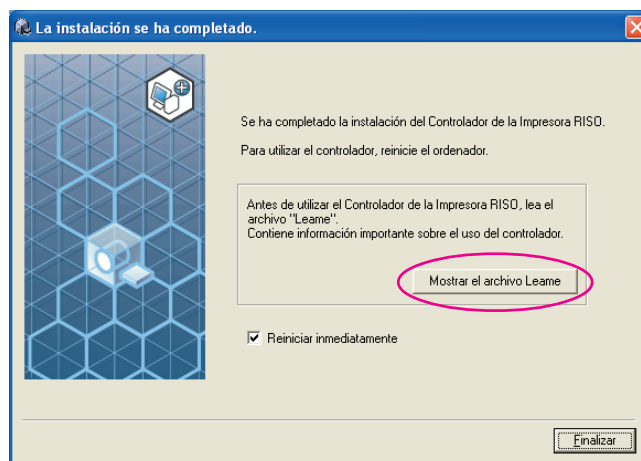 La instalación se ha completado.
Se ha completado la instalación del Controlador de la Impresora RISO.
Para utilizar el controlador, reinicie el ordenador.
Antes de utilizar el Controlador de la Impresora RISO, lea el
archivo "Leame".
Contiene información importante sobre el uso del controlador.
Mostrar el archivo Leame
Reiniciar inmediatamente
Finalizar